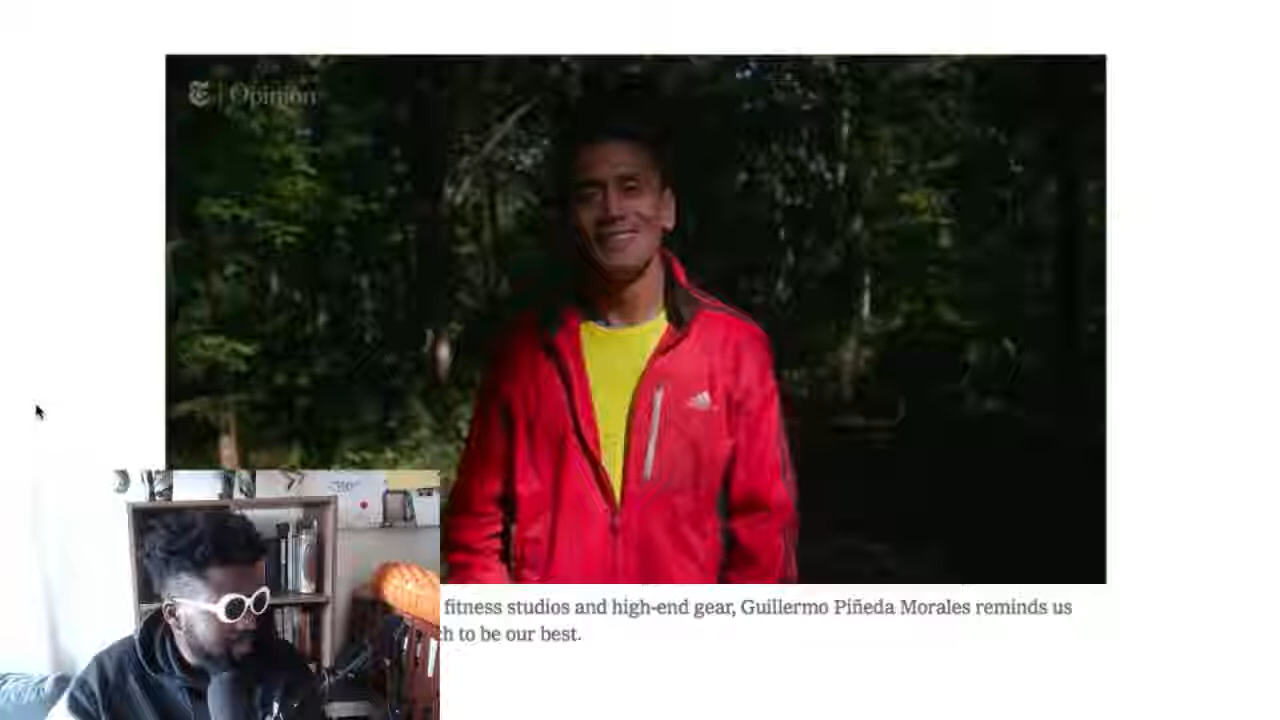 Opinion
fitness studios and high-end gear, Guillermo Piñeda Morales reminds us
to be our best.